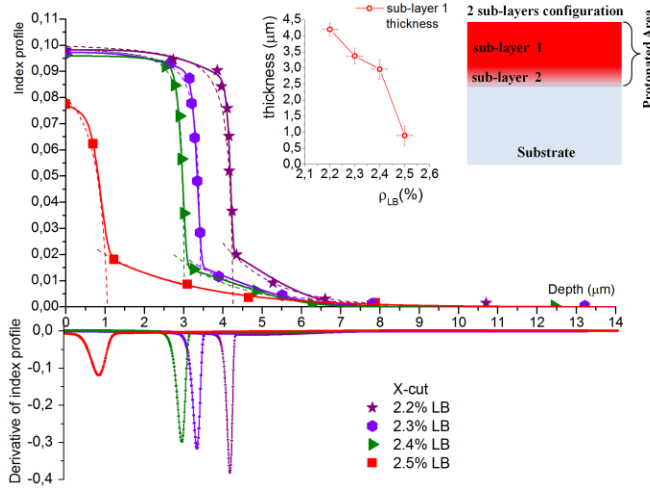 0,11
0,10
0,09
0,08
0,07
0,06
0,05
0,04
0,03
0,02
0,01
0,00
Index profile
Depth (μm)
0 1 2 3 4 5 6 7 8 9 10 11 12 13 14
4,5
4,0
3,5
3,0
2,5
2,0
1,5
1,0
0,5
0,0
thickness(μm)
2,1 2,2 2,3 2,4 2,5 2,6
ρLB(%)
sub-layer 1
thickness
2 sub-layers configuration
sub-layer 1
sub-layer 2
Substrate
Protonated Area
0,0
-0,1
-0,2
-0,3
-0,4
Derivative of index profile
X-cut
2.2% LB
2.3% LB
2.4% LB
2.5% LB